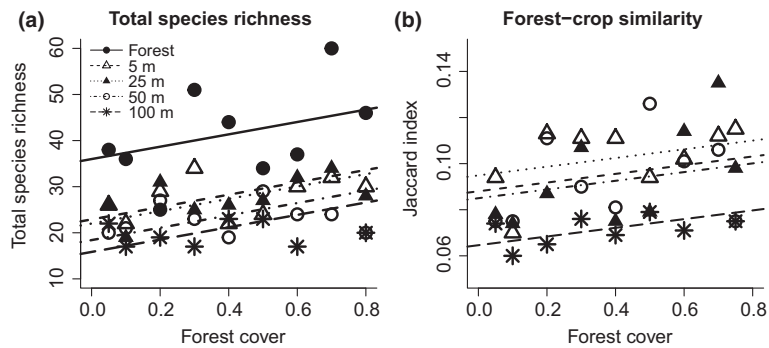 (a) Total species richness
Total species richness
60
50
40
30
20
10
Forest
5 m
25 m
50 m
100 m
0.0 0.2 0.4 0.6 0.8
Forest cover
(b) Forest–crop similarity
Jaccard index
0.14
0.10
0.06
0.0 0.2 0.4 0.6 0.8
Forest cover